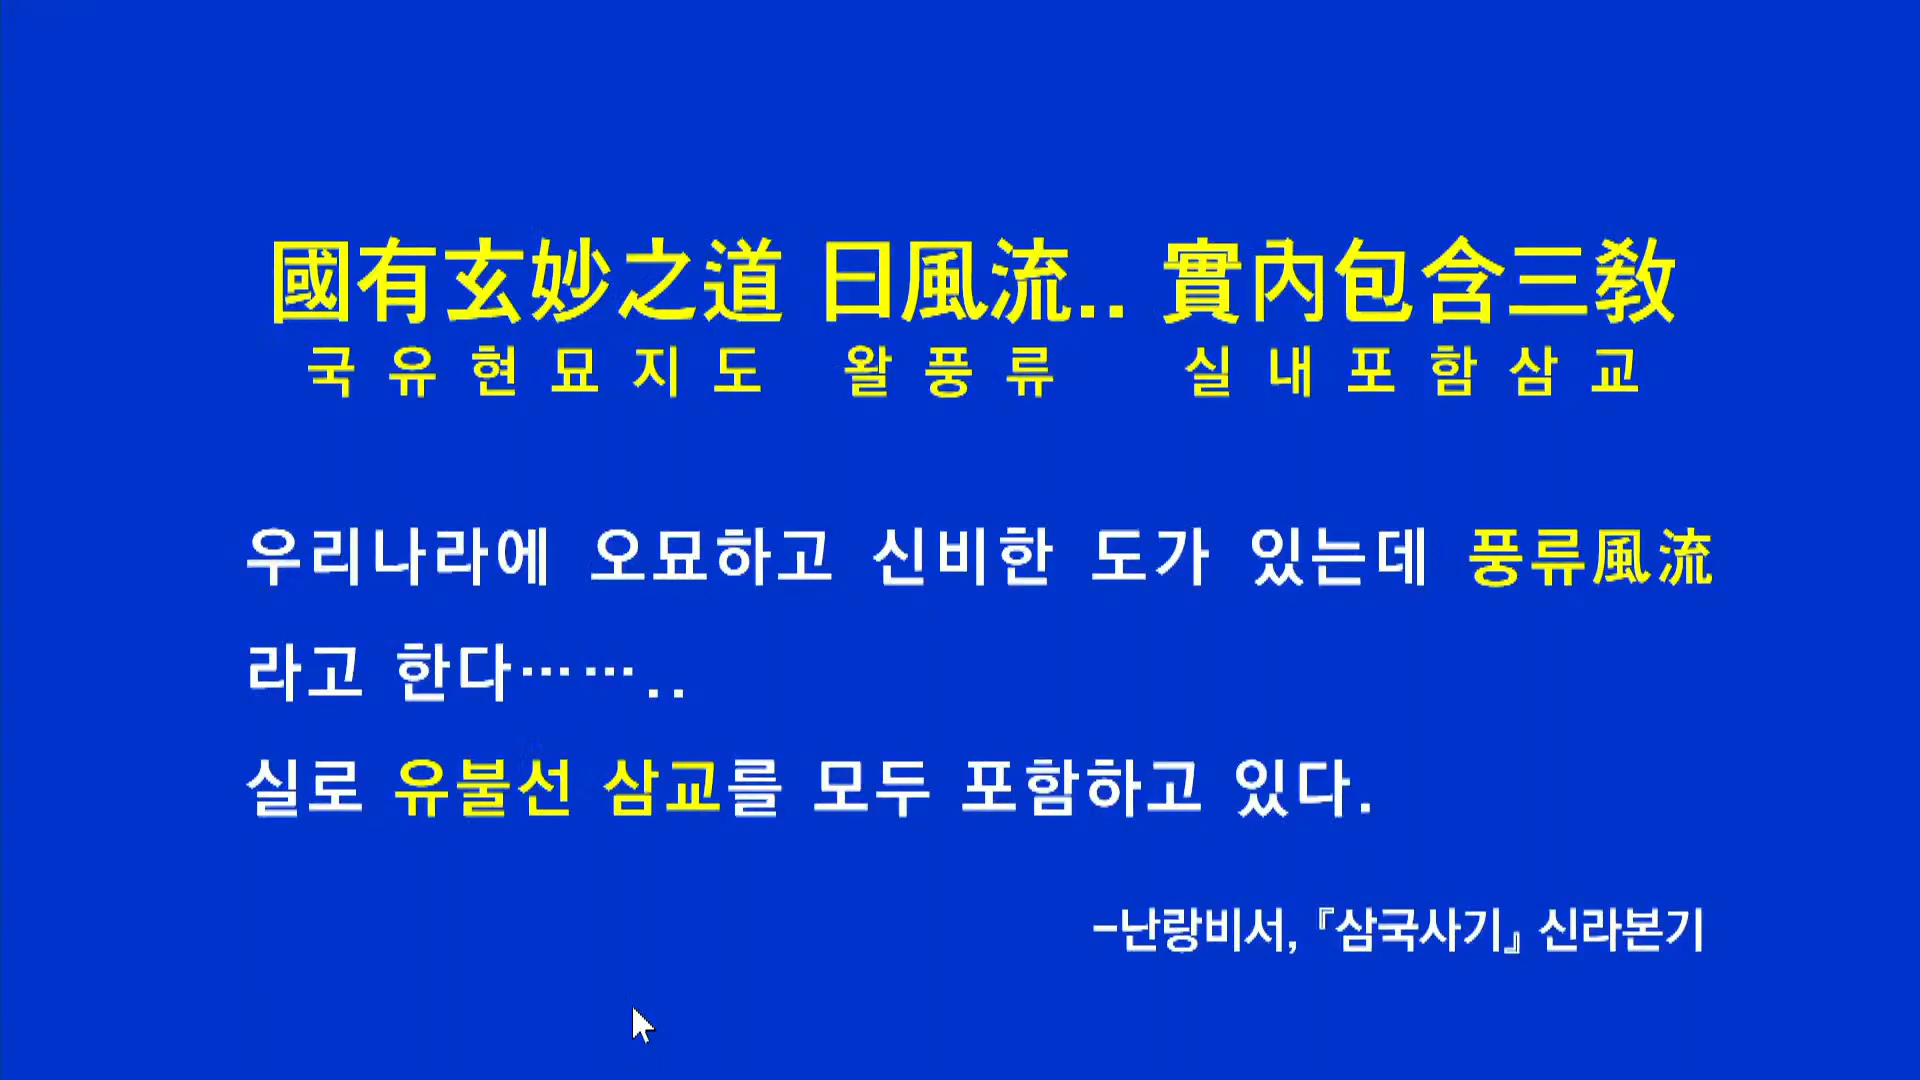 國有玄妙之道 曰風流.. 實內包含三敎
국유현묘지도 왈풍류 실내포함삼교
우리나라에 오묘하고 신비한 도가 있는데 풍류風流
라고 한다…….. 
실로 유불선 삼교를 모두 포함하고 있다.
-난랑비서, 『삼국사기』 신라본기